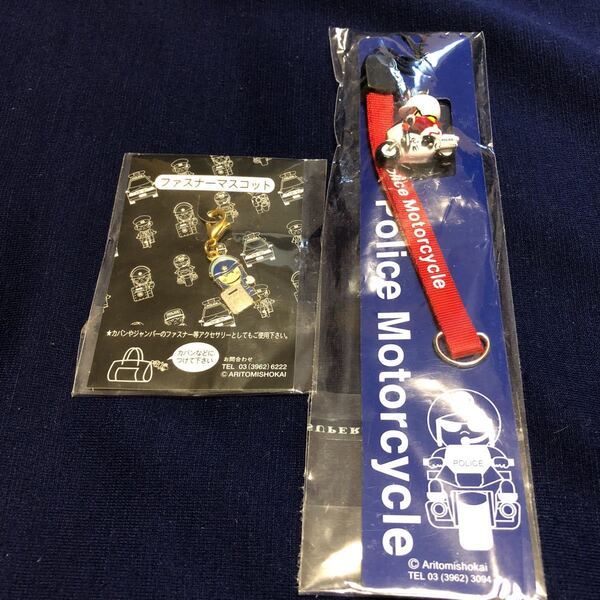 ファスナーマスコット
★カバンやジャンパーのファスナー等アクセサリーとしてもご使用下さい。
カバンなどに
つけて下さい
お問合わせ
TEL 03 (3962) 6222
© ARITOMISHOKAI
Police Motorcycle
Police Motorcycle
SUPER
POLICE
© Aritomishokai
TEL 03 (3962) 3094